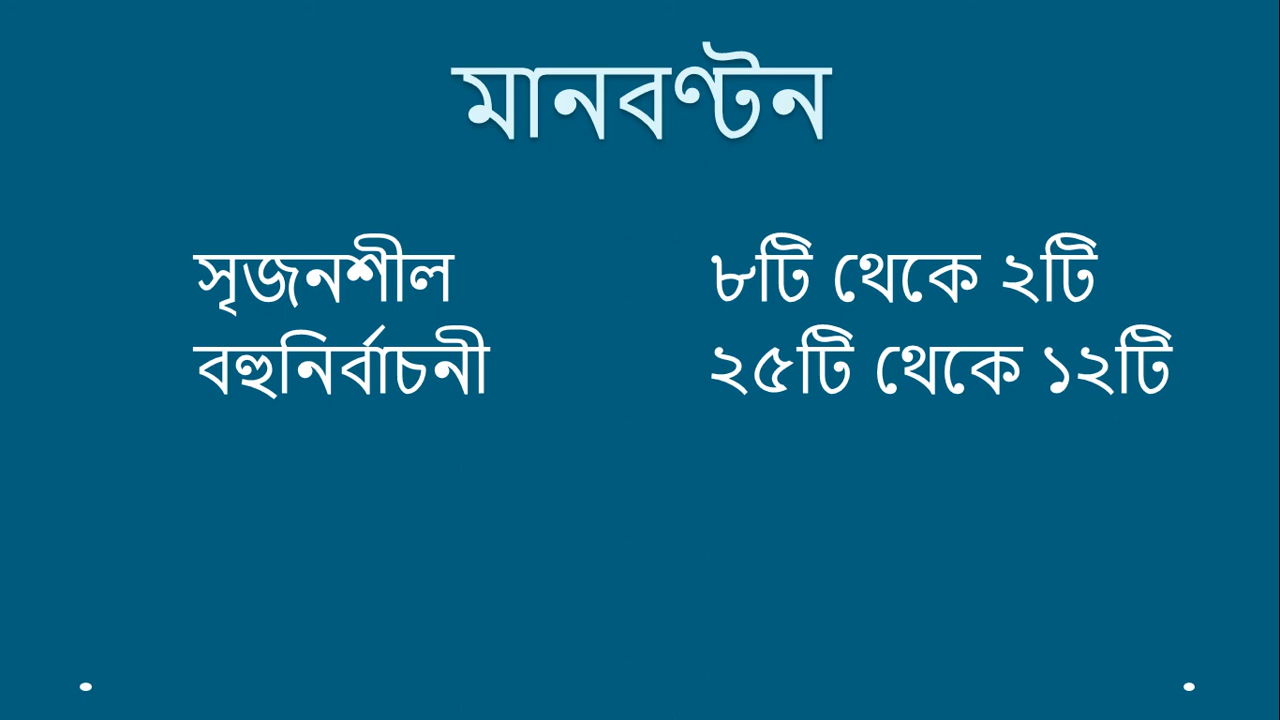 মানবণ্টন
সৃজনশীল ৮টি থেকে ২টি
বহুনির্বাচনী ২৫টি থেকে ১২টি